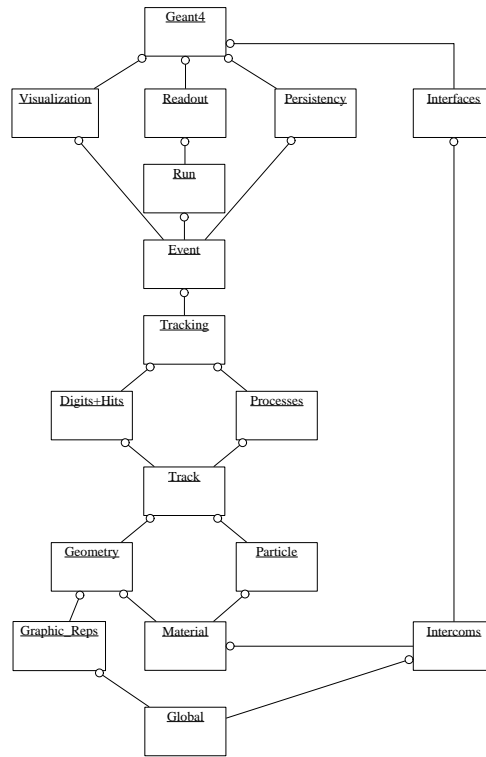 Geant4
Visualization
Readout
Persistency
Interfaces
Run
Event
Tracking
Digits+Hits
Processes
Track
Geometry
Particle
Graphic_Reps
Material
Intercoms
Global